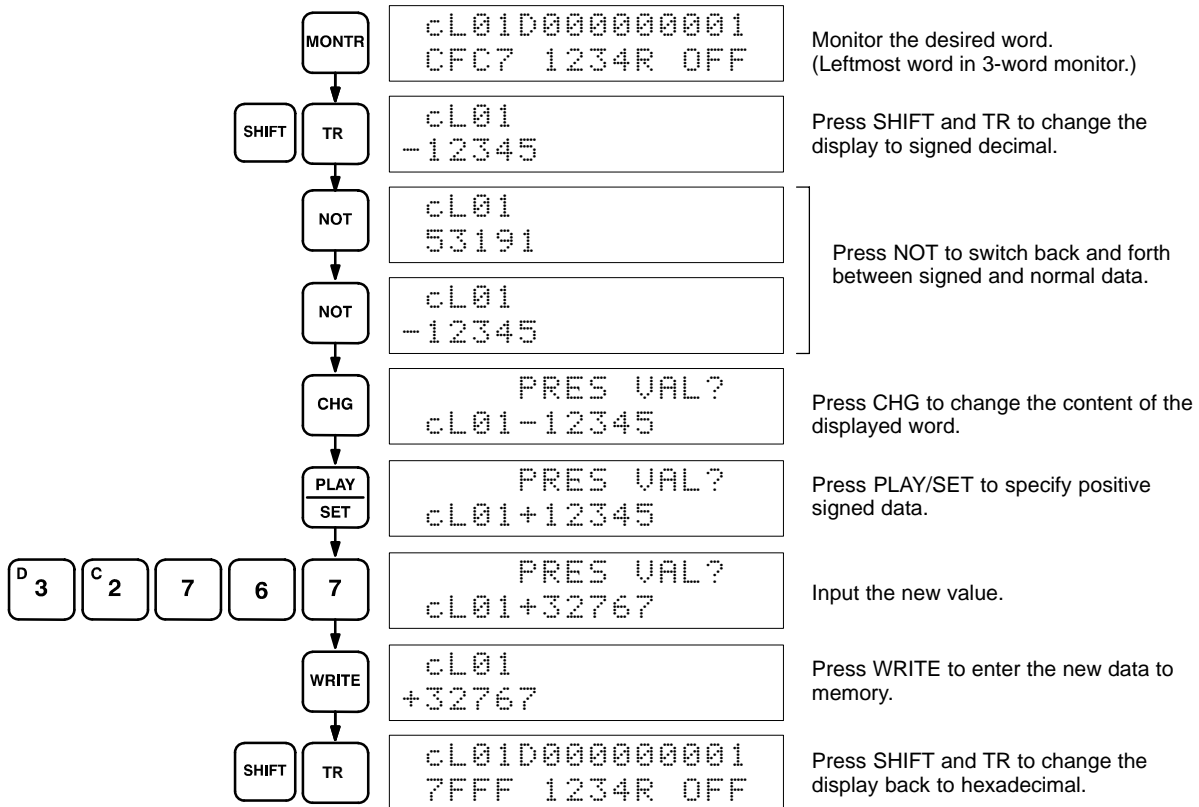 MONTR
cL01D000000001
CFC7 1234R OFF
Monitor the desired word.
(Leftmost word in 3-word monitor.)
SHIFT
TR
cL01
-12345
Press SHIFT and TR to change the
display to signed decimal.
NOT
cL01
53191
NOT
cL01
-12345
Press NOT to switch back and forth
between signed and normal data.
CHG
PRES VAL?
cL01-12345
Press CHG to change the content of the
displayed word.
PLAY
SET
PRES VAL?
cL01+12345
Press PLAY/SET to specify positive
signed data.
D 3
C 2
7
6
7
PRES VAL?
cL01+32767
Input the new value.
WRITE
cL01
+32767
Press WRITE to enter the new data to
memory.
SHIFT
TR
cL01D000000001
7FFF 1234R OFF
Press SHIFT and TR to change the
display back to hexadecimal.